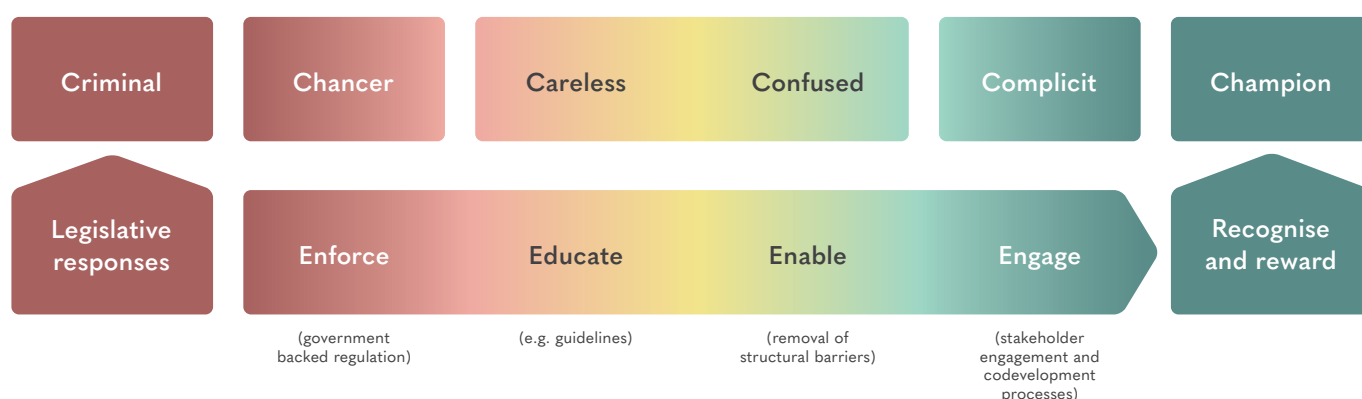 Criminal
Chancer
Careless
Confused
Complicit
Champion
Legislative
responses
Enforce
Educate
Enable
Engage
Recognise
and reward
(government
backed regulation)
(e.g. guidelines)
(removal of
structural barriers)
(stakeholder
engagement and
codevelopment
processes)